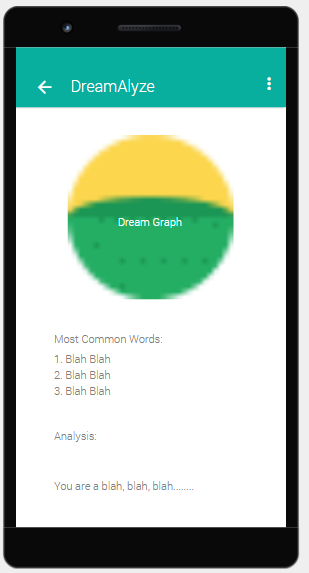 DreamAlyze
Dream Graph
Most Common Words:
1. Blah Blah
2. Blah Blah
3. Blah Blah
Analysis:
You are a blah, blah, blah........